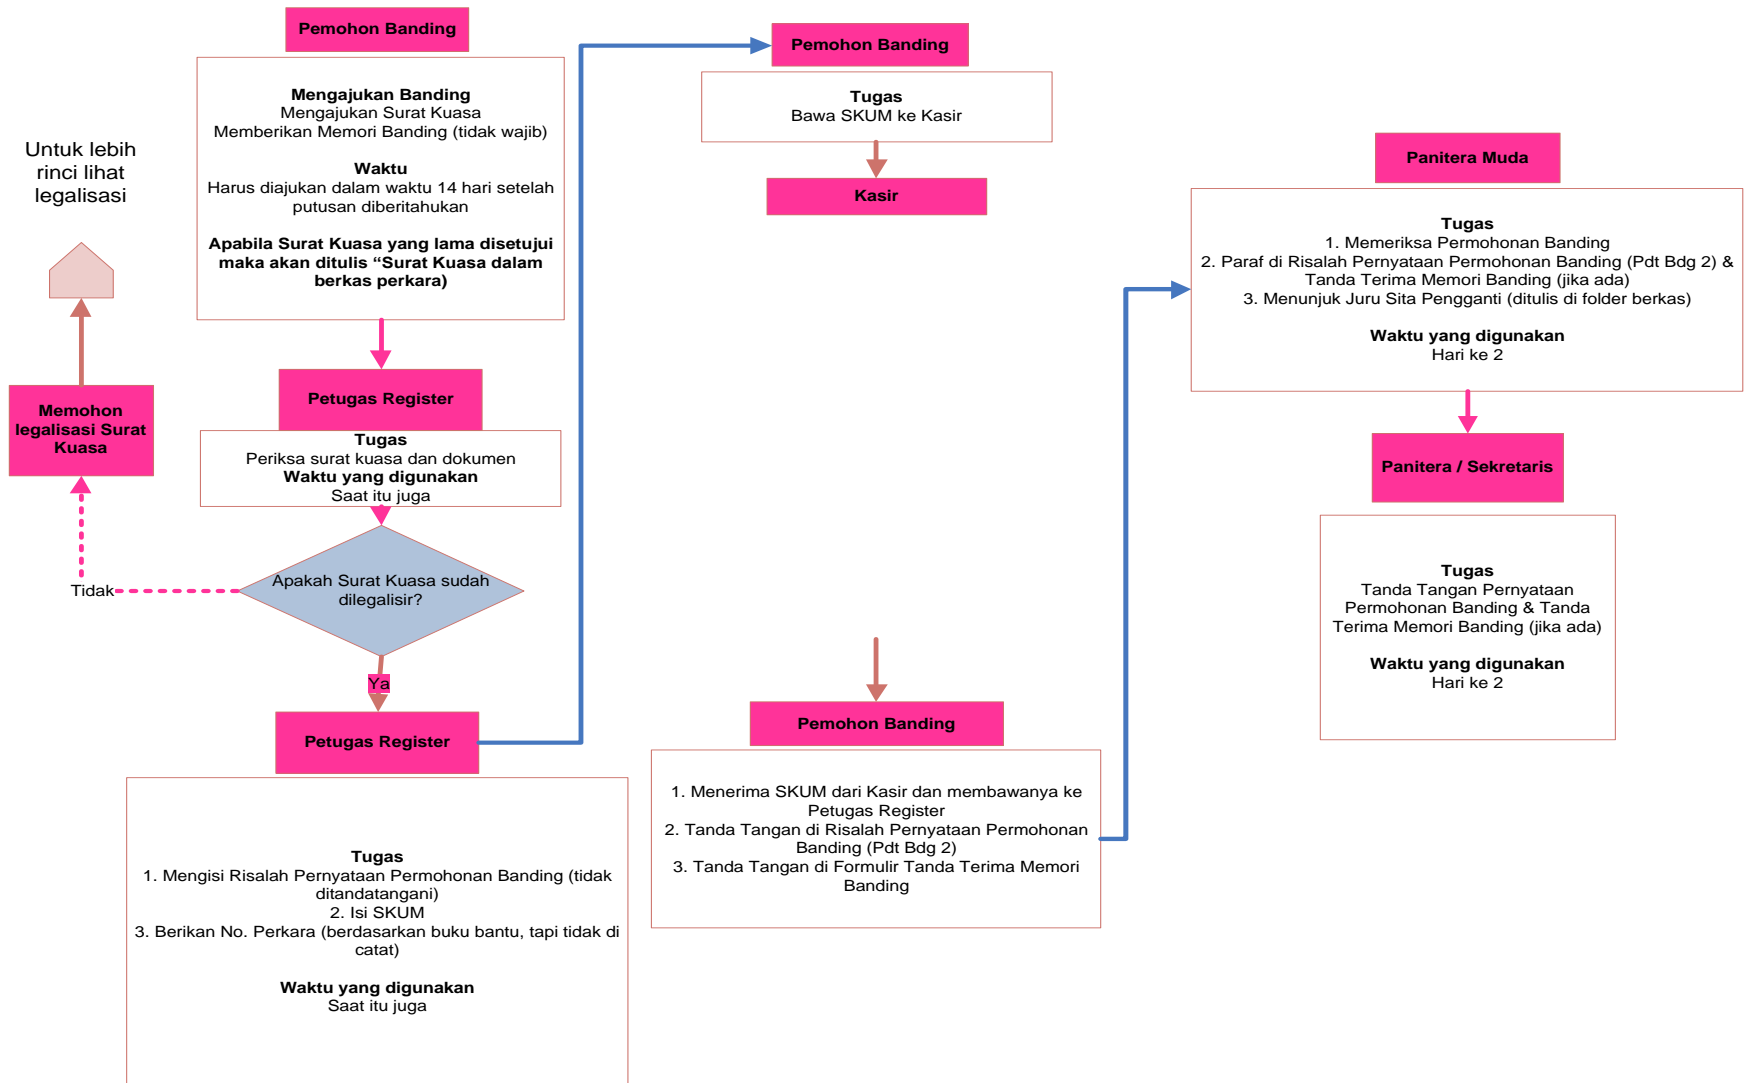 Pemohon Banding
Mengajukan Banding
Mengajukan Surat Kuasa
Memberikan Memori Banding (tidak wajib)
Waktu
Harus diajukan dalam waktu 14 hari setelah
putusan diberitahukan
Apabila Surat Kuasa yang lama disetujui
maka akan ditulis “Surat Kuasa dalam
berkas perkara)
Untuk lebih
rinci lihat
legalisasi
Memohon
legalisasi Surat
Kuasa
Petugas Register
Tugas
Periksa surat kuasa dan dokumen
Waktu yang digunakan
Saat itu juga
Apakah Surat Kuasa sudah
dilegalisir?
Tidak
Ya
Petugas Register
Tugas
1. Mengisi Risalah Pernyataan Permohonan Banding (tidak
ditandatangani)
2. Isi SKUM
3. Berikan No. Perkara (berdasarkan buku bantu, tapi tidak di
catat)
Waktu yang digunakan
Saat itu juga
Pemohon Banding
Tugas
Bawa SKUM ke Kasir
Kasir
Pemohon Banding
1. Menerima SKUM dari Kasir dan membawanya ke
Petugas Register
2. Tanda Tangan di Risalah Pernyataan Permohonan
Banding (Pdt Bdg 2)
3. Tanda Tangan di Formulir Tanda Terima Memori
Banding
Panitera Muda
Tugas
1. Memeriksa Permohonan Banding
2. Paraf di Risalah Pernyataan Permohonan Banding (Pdt Bdg 2) &
Tanda Terima Memori Banding (jika ada)
3. Menunjuk Juru Sita Pengganti (ditulis di folder berkas)
Waktu yang digunakan
Hari ke 2
Panitera / Sekretaris
Tugas
Tanda Tangan Pernyataan
Permohonan Banding & Tanda
Terima Memori Banding (jika ada)
Waktu yang digunakan
Hari ke 2